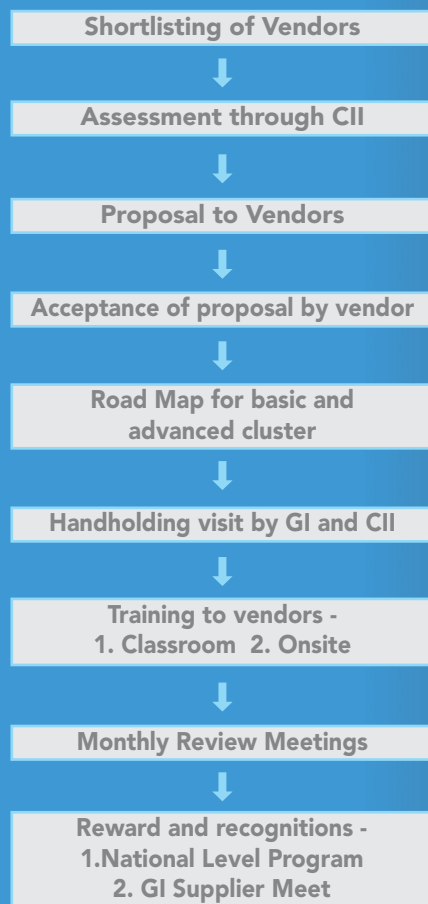 Shortlisting of Vendors
Assessment through CII
Proposal to Vendors
Acceptance of proposal by vendor
Road Map for basic and
advanced cluster
Handholding visit by GI and CII
Training to vendors -
1. Classroom  2. Onsite
Monthly Review Meetings
Reward and recognitions -
1.National Level Program
2. GI Supplier Meet